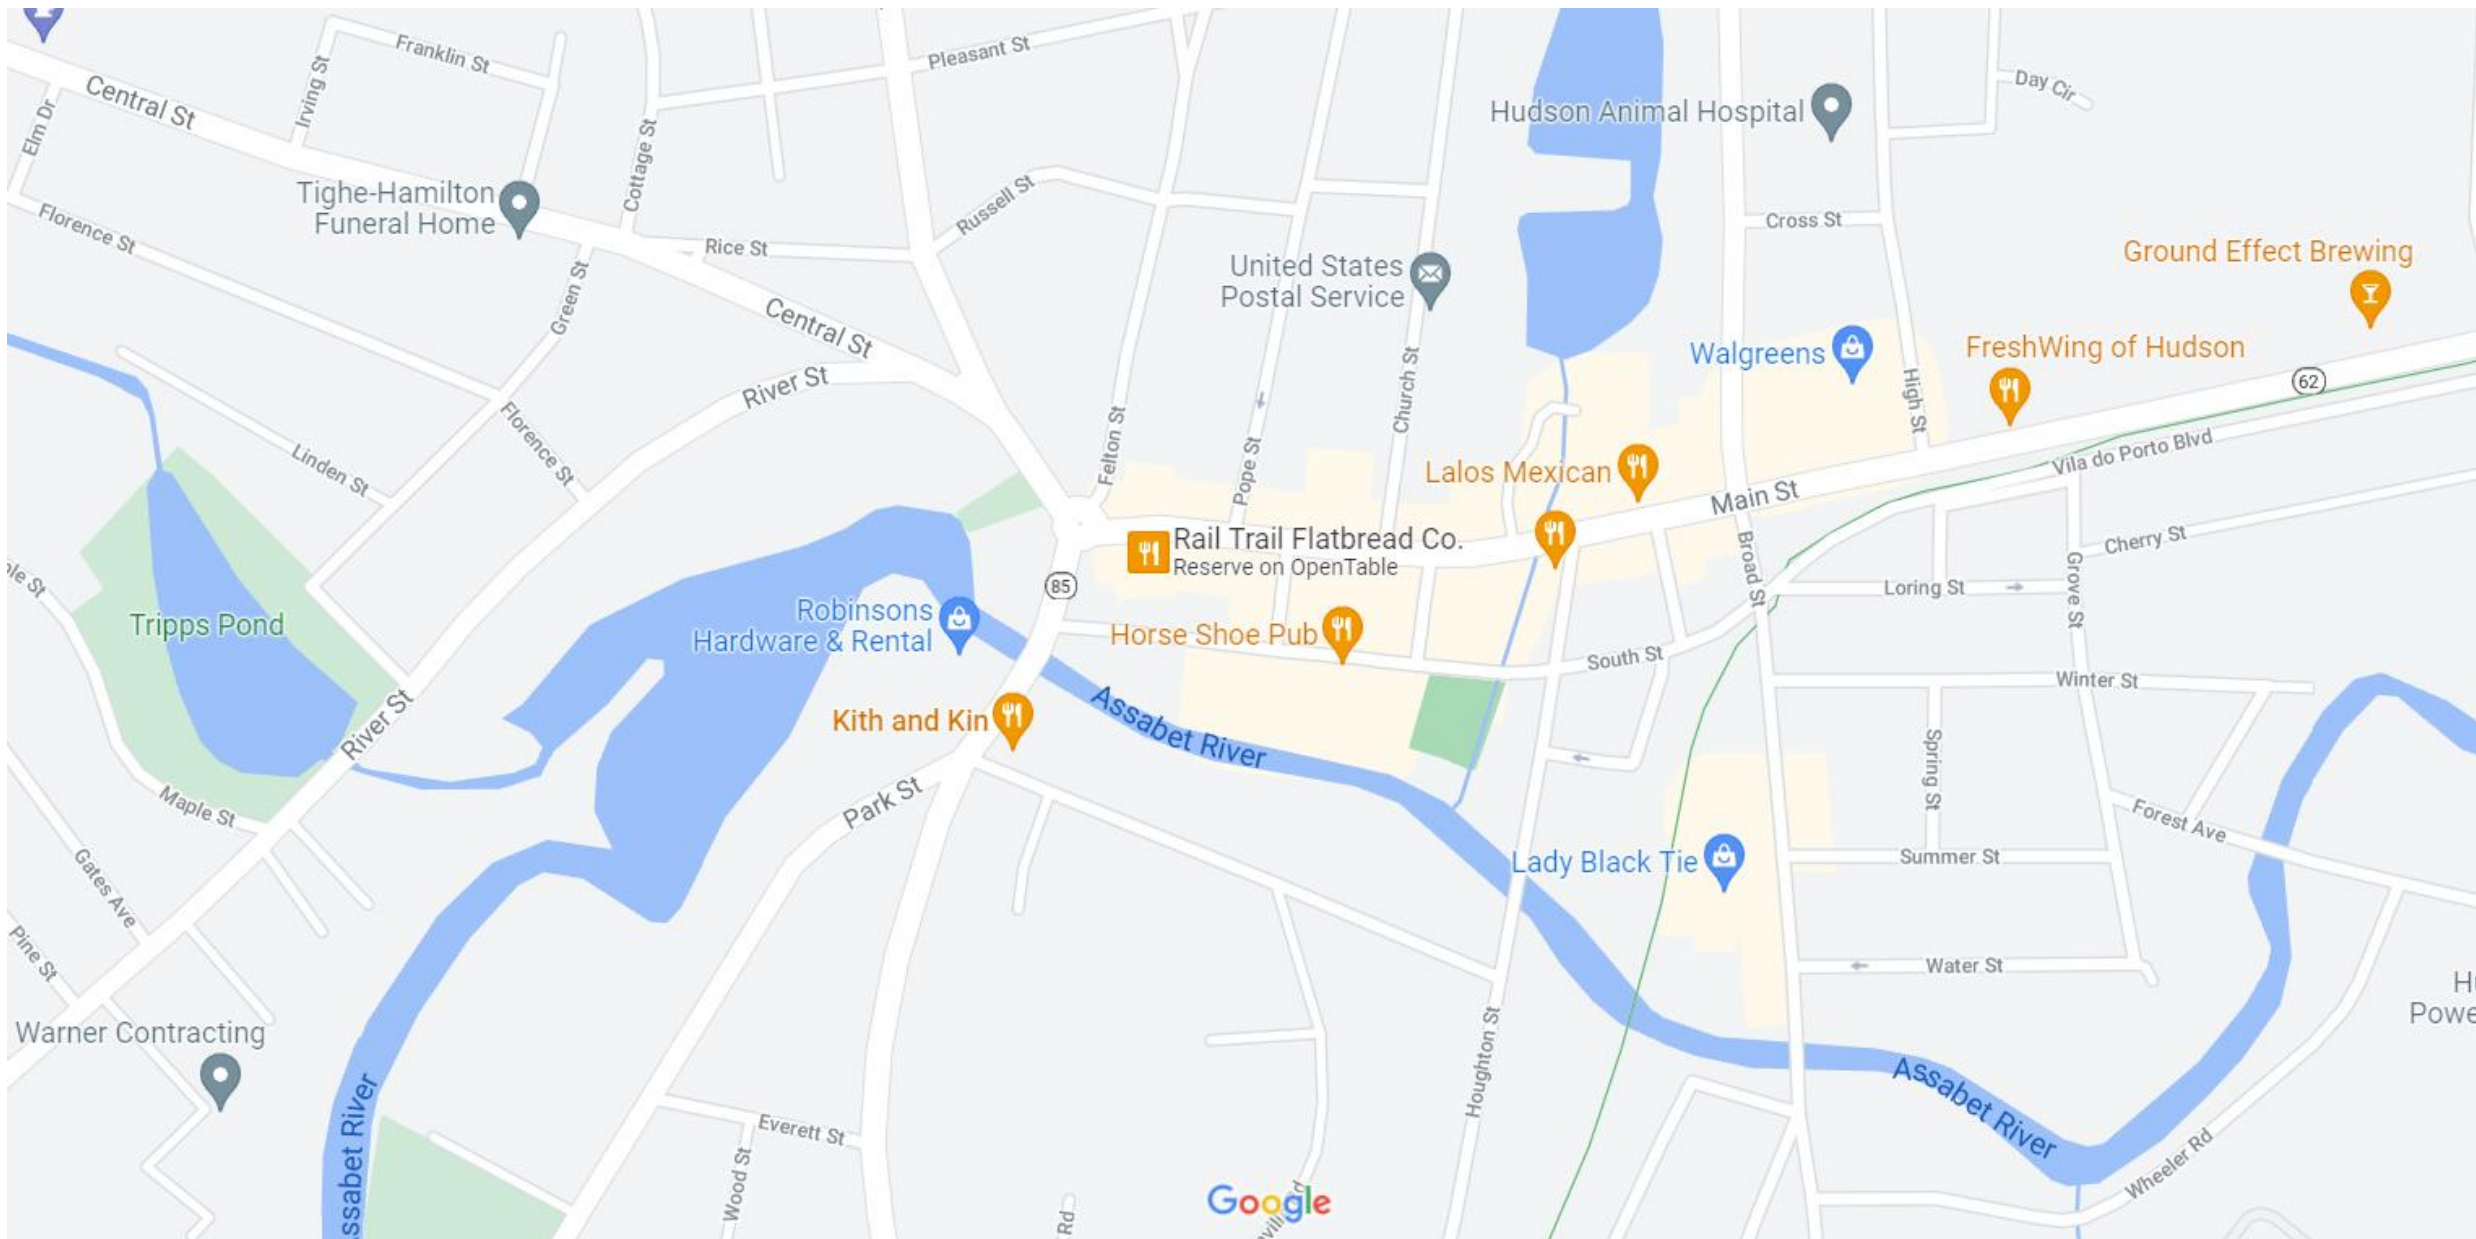 Franklin St
Pleasant St
Irving St
Central St
Elm Dr
Day Cir
Hudson Animal Hospital
Cottage St
Tighe-Hamilton
Funeral Home
Russell St
Florence St
Rice St
Cross St
Green St
United States
Postal Service
Ground Effect Brewing
Central St
River St
Walgreens
FreshWing of Hudson
62
Church St
High St
Felton St
Florence St
Linden St
Pope St
Lalos Mexican
Vila do Porto Blvd
Main St
Rail Trail Flatbread Co.
Reserve on OpenTable
Cherry St
Broad St
85
Loring St
Grove St
Tripps Pond
Robinsons
Hardware & Rental
Horse Shoe Pub
South St
Winter St
River St
Kith and Kin
Assabet River
Spring St
Maple St
Park St
Forest Ave
Gates Ave
Lady Black Tie
Summer St
Pine St
Water St
Warner Contracting
Houghton St
Assabet River
Assabet River
Everett St
Wheeler Rd
Wood St
Rd
Google